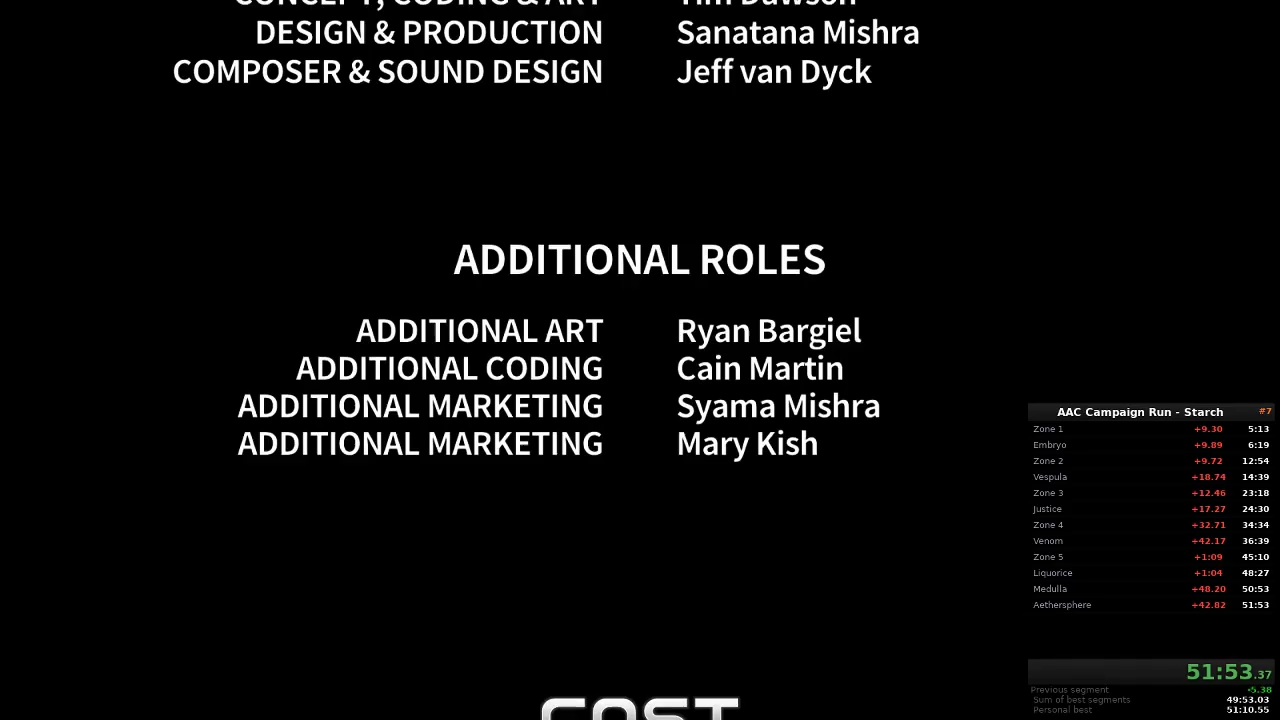 CONCEPT, CODING & ART Tim Dawson
DESIGN & PRODUCTION Sanatana Mishra
COMPOSER & SOUND DESIGN Jeff van Dyck
ADDITIONAL ROLES
ADDITIONAL ART Ryan Bargiel
ADDITIONAL CODING Cain Martin
ADDITIONAL MARKETING Syama Mishra
ADDITIONAL MARKETING Mary Kish
CAST
AAC Campaign Run - Starch #7
Zone 1 +9.30 5:13
Embryo +9.89 6:19
Zone 2 +9.72 12:54
Vespula +18.74 14:39
Zone 3 +12.46 23:18
Justice +17.27 24:30
Zone 4 +32.71 34:34
Venom +42.17 36:39
Zone 5 +1:09 45:10
Liquorice +1:04 48:27
Medulla +48.20 50:53
Aethersphere +42.82 51:53
51:53.37
Previous segment -5.38
Sum of best segments 49:53.03
Personal best 51:10.55